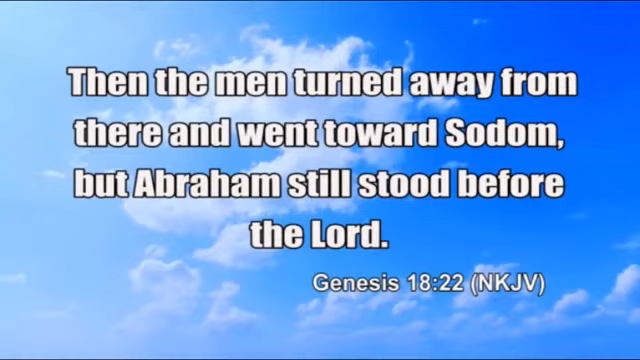 Then the men turned away from
there and went toward Sodom,
but Abraham still stood before
the Lord.
Genesis 18:22 (NKJV)